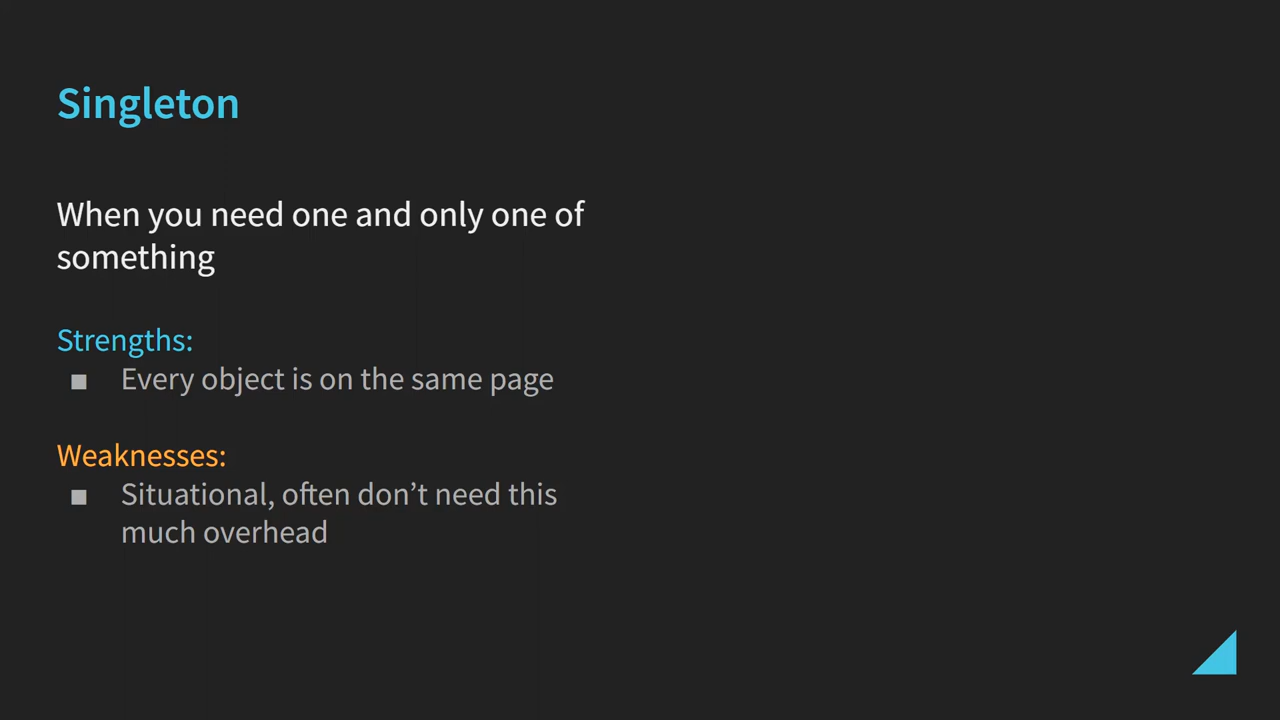 Singleton
When you need one and only one of
something
Strengths:
■ Every object is on the same page
Weaknesses:
■ Situational, often don’t need this
much overhead